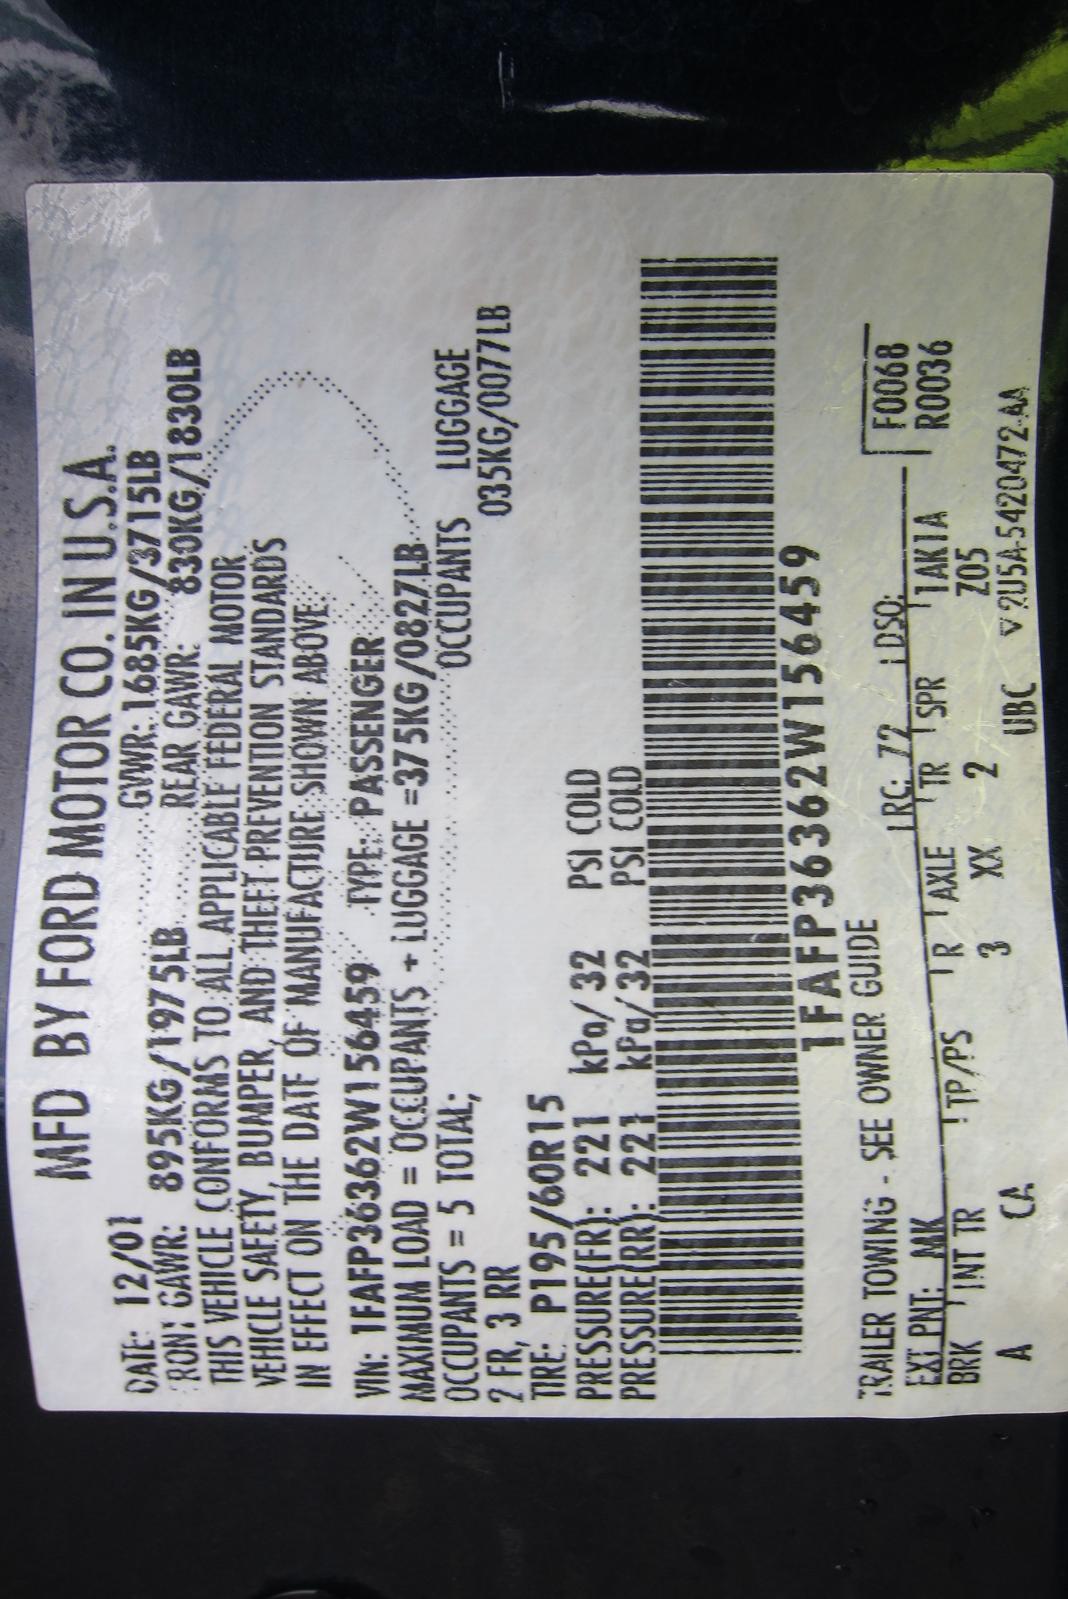 MFD BY FORD MOTOR CO. IN U.S.A.
DATE: 12/01 GVWR: 1685KG/3715LB
FRONT GAWR: 895KG/1975LB REAR GAWR: 830KG/1830LB
THIS VEHICLE CONFORMS TO ALL APPLICABLE FEDERAL MOTOR
VEHICLE SAFETY, BUMPER, AND THEFT PREVENTION STANDARDS
IN EFFECT ON THE DATE OF MANUFACTURE SHOWN ABOVE.
VIN: 1FAFP36362W156459 TYPE: PASSENGER
MAXIMUM LOAD = OCCUPANTS + LUGGAGE =375KG/0827LB
OCCUPANTS = 5 TOTAL; OCCUPANTS LUGGAGE
2 FR, 3 RR 035KG/0077LB
TIRE: P195/60R15
PRESSURE(FR): 221 kPa/ 32 PSI COLD
PRESSURE(RR): 221 kPa/ 32 PSI COLD
1FAFP36362W156459
TRAILER TOWING - SEE OWNER GUIDE
EXT PNT: MK RC: 72 DSO: F0068
BRK INT TR TP/PS R AXLE TR SPR TAKIA R0036
A CA 3 XX 2 Z05
UBC ▽2U5A-5420472-AA